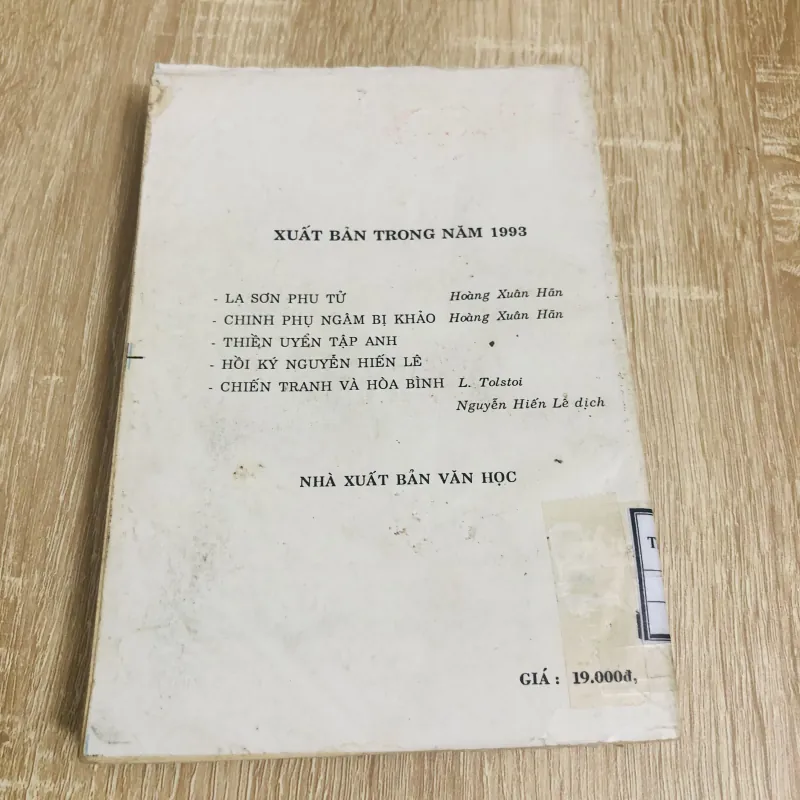 XUẤT BẢN TRONG NĂM 1993
- LẠ SƠN PHU TỬ Hoàng Xuân Hãn
- CHINH PHỤ NGÂM BỊ KHẢO Hoàng Xuân Hãn
- THIỀN UYỂN TẬP ANH
- HỒI KÝ NGUYỄN HIẾN LÊ
- CHIẾN TRANH VÀ HÒA BÌNH L. Tolstoi
Nguyễn Hiến Lê dịch
NHÀ XUẤT BẢN VĂN HỌC
GIÁ : 19.000đ,